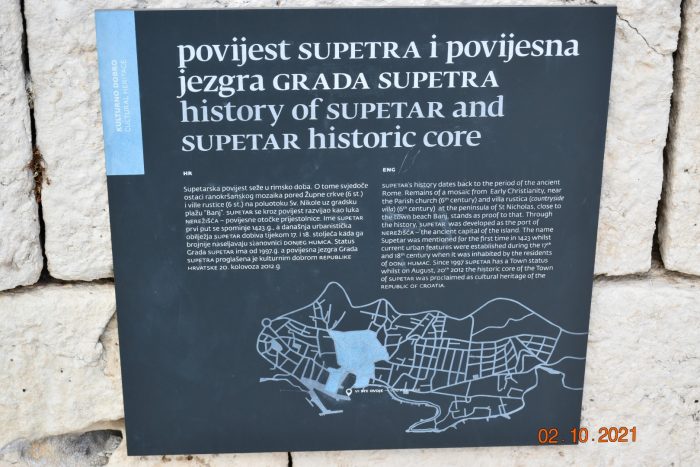 KULTURNO DOBRO
CULTURAL HERITAGE
povijest SUPETRA i povijesna
jezgra GRADA SUPETRA
history of SUPETAR and
SUPETAR historic core
HR
Supetarska povijest seže u rimsko doba. O tome svjedoče
ostaci ranokršćanskog mozaika pored Župne crkve (6 st.)
i ville rustice (6 st.) na poluotoku Sv. Nikole uz gradsku
plažu "Banj". SUPETAR se kroz povijest razvijao kao luka
NEREŽIŠĆA – povijesne otočke prijestolnice. Ime SUPETAR
prvi put se spominje 1423.g., a današnja urbanistička
obilježja SUPETAR dobiva tijekom 17. i 18. stoljeća kada ga
brojnije naseljavaju stanovnici DONJEG HUMCA. Status
Grada SUPETAR ima od 1997.g. a povijesna jezgra Grada
SUPETRA proglašena je kulturnim dobrom REPUBLIKE
HRVATSKE 20. kolovoza 2012.g.
ENG
SUPETAR's history dates back to the period of the ancient
Rome. Remains of a mosaic from Early Christianity, near
the Parish church (6th century) and villa rustica (countryside
villa) (6th century) at the peninsula of St Nicholas, close to
the town beach Banj, stands as proof to that. Through
the history, SUPETAR was developed as the port of
NEREŽIŠĆA – the ancient capital of the island. The name
Supetar was mentioned for the first time in 1423 whilst
current urban features were established during the 17th
and 18th century when it was inhabited by the residents
of DONJI HUMAC. Since 1997 SUPETAR has a Town status
whilst on August, 20th 2012 the historic core of the Town
of SUPETAR was proclaimed as cultural heritage of the
REPUBLIC OF CROATIA.
VI STE OVDJE
02.10.2021